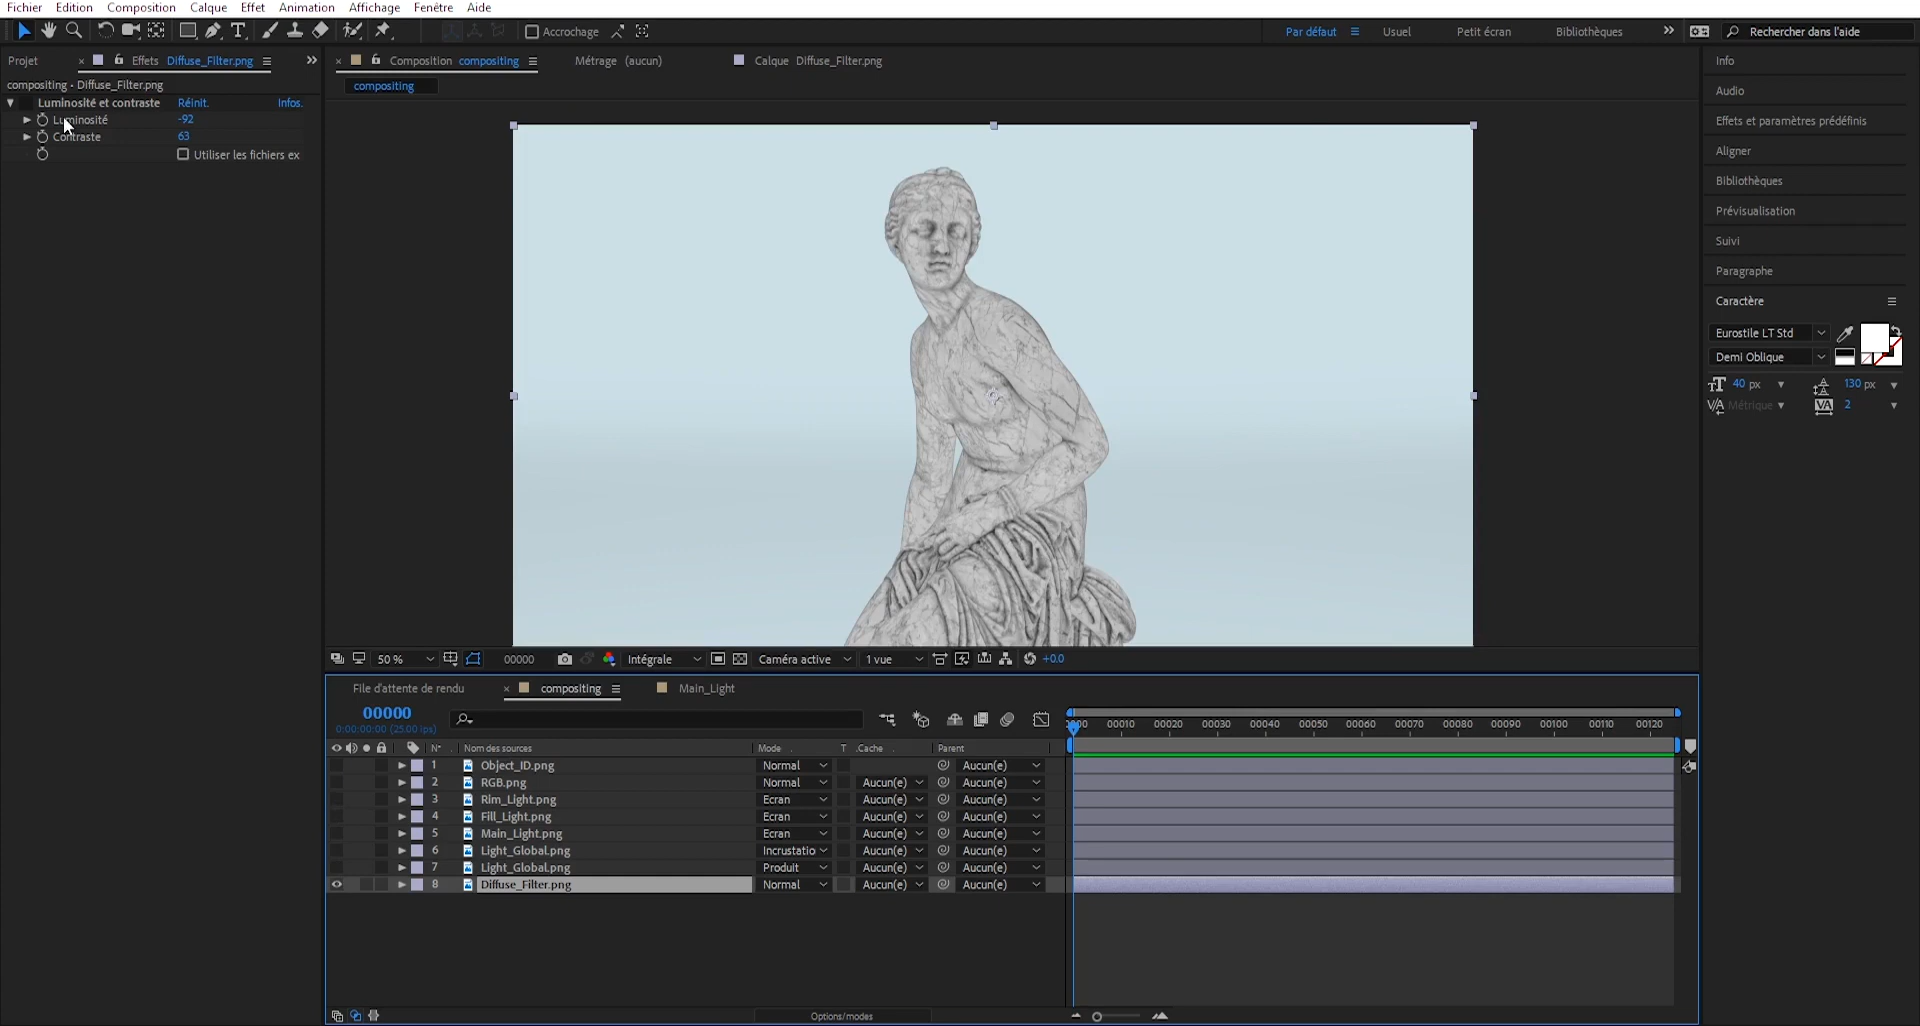 Fichier Edition Composition Calque Effet Animation Affichage Fenêtre Aide
Accrochage
Par défaut Usuel Petit écran Bibliothèques Rechercher dans l'aide
Projet Effets Diffuse_Filter.png
Composition compositing Métrage (aucun) Calque Diffuse_Filter.png
Info
compositing • Diffuse_Filter.png
compositing
Audio
Luminosité et contraste Réinit. Infos.
Luminosité -92
Contraste 63
Utiliser les fichiers ex
Effets et paramètres prédéfinis
Aligner
Bibliothèques
Prévisualisation
Suivi
Paragraphe
Caractère
Eurostile LT Std
Demi Oblique
40 px 130 px
Métrique 2
50 % 00000 Intégrale Caméra active 1 vue +0.0
File d'attente de rendu compositing Main_Light
00000
0:00:00:00 (25.00 ips)
00010 00020 00030 00040 00050 00060 00070 00080 00090 00100 00110 00120
N° Nom des sources Mode T .Cache Parent
1 Object_ID.png Normal Aucun(e)
2 RGB.png Normal Aucun(e) Aucun(e)
3 Rim_Light.png Ecran Aucun(e) Aucun(e)
4 Fill_Light.png Ecran Aucun(e) Aucun(e)
5 Main_Light.png Ecran Aucun(e) Aucun(e)
6 Light_Global.png Incrustatio Aucun(e) Aucun(e)
7 Light_Global.png Produit Aucun(e) Aucun(e)
8 Diffuse_Filter.png Normal Aucun(e) Aucun(e)
Options/modes